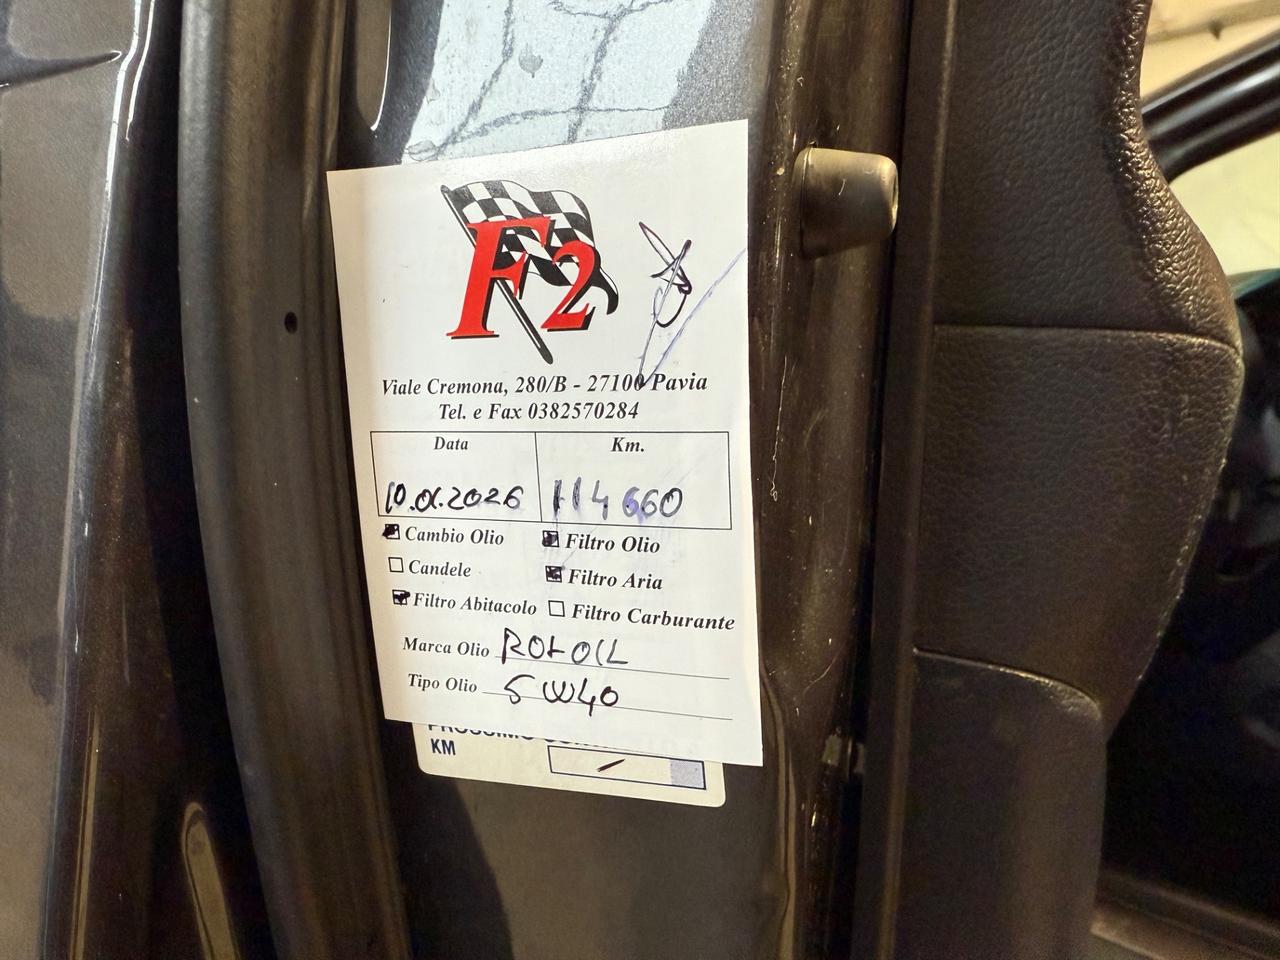 F2
Viale Cremona, 280/B - 27100 Pavia
Tel. e Fax 0382570284
Data Km.
10.01.2026 114660
Cambio Olio Filtro Olio
Candele Filtro Aria
Filtro Abitacolo Filtro Carburante
Marca Olio ROLOIL
Tipo Olio 5W40
PROSSIMO
KM